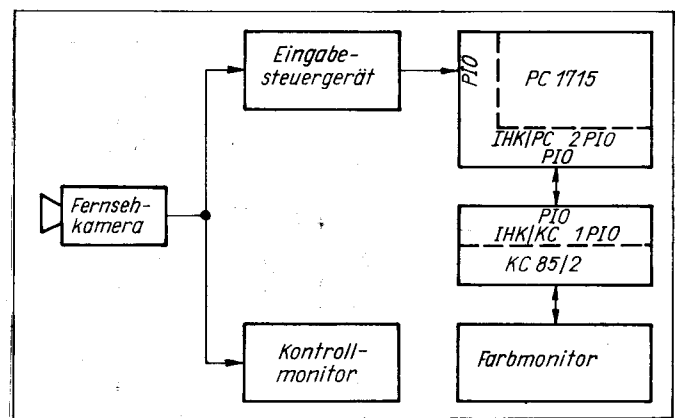 Eingabe-
steuergerät
PIO
PC 1715
IHK/PC 2 PIO
PIO
Fernseh-
kamera
PIO
IHK/KC 1 PIO
KC 85/2
Kontroll-
monitor
Farbmonitor